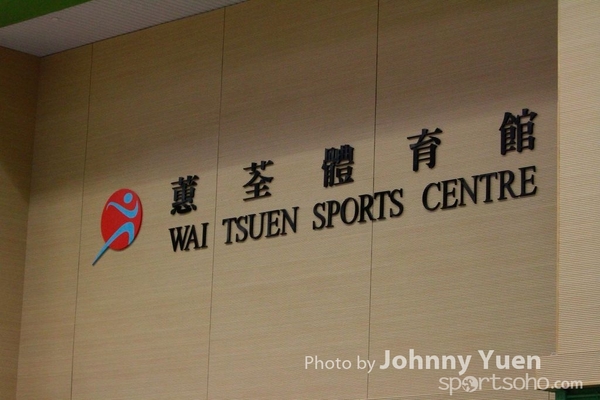 蕙荃體育館
WAI TSUEN SPORTS CENTRE
Photo by Johnny Yuen
sportsoho.com